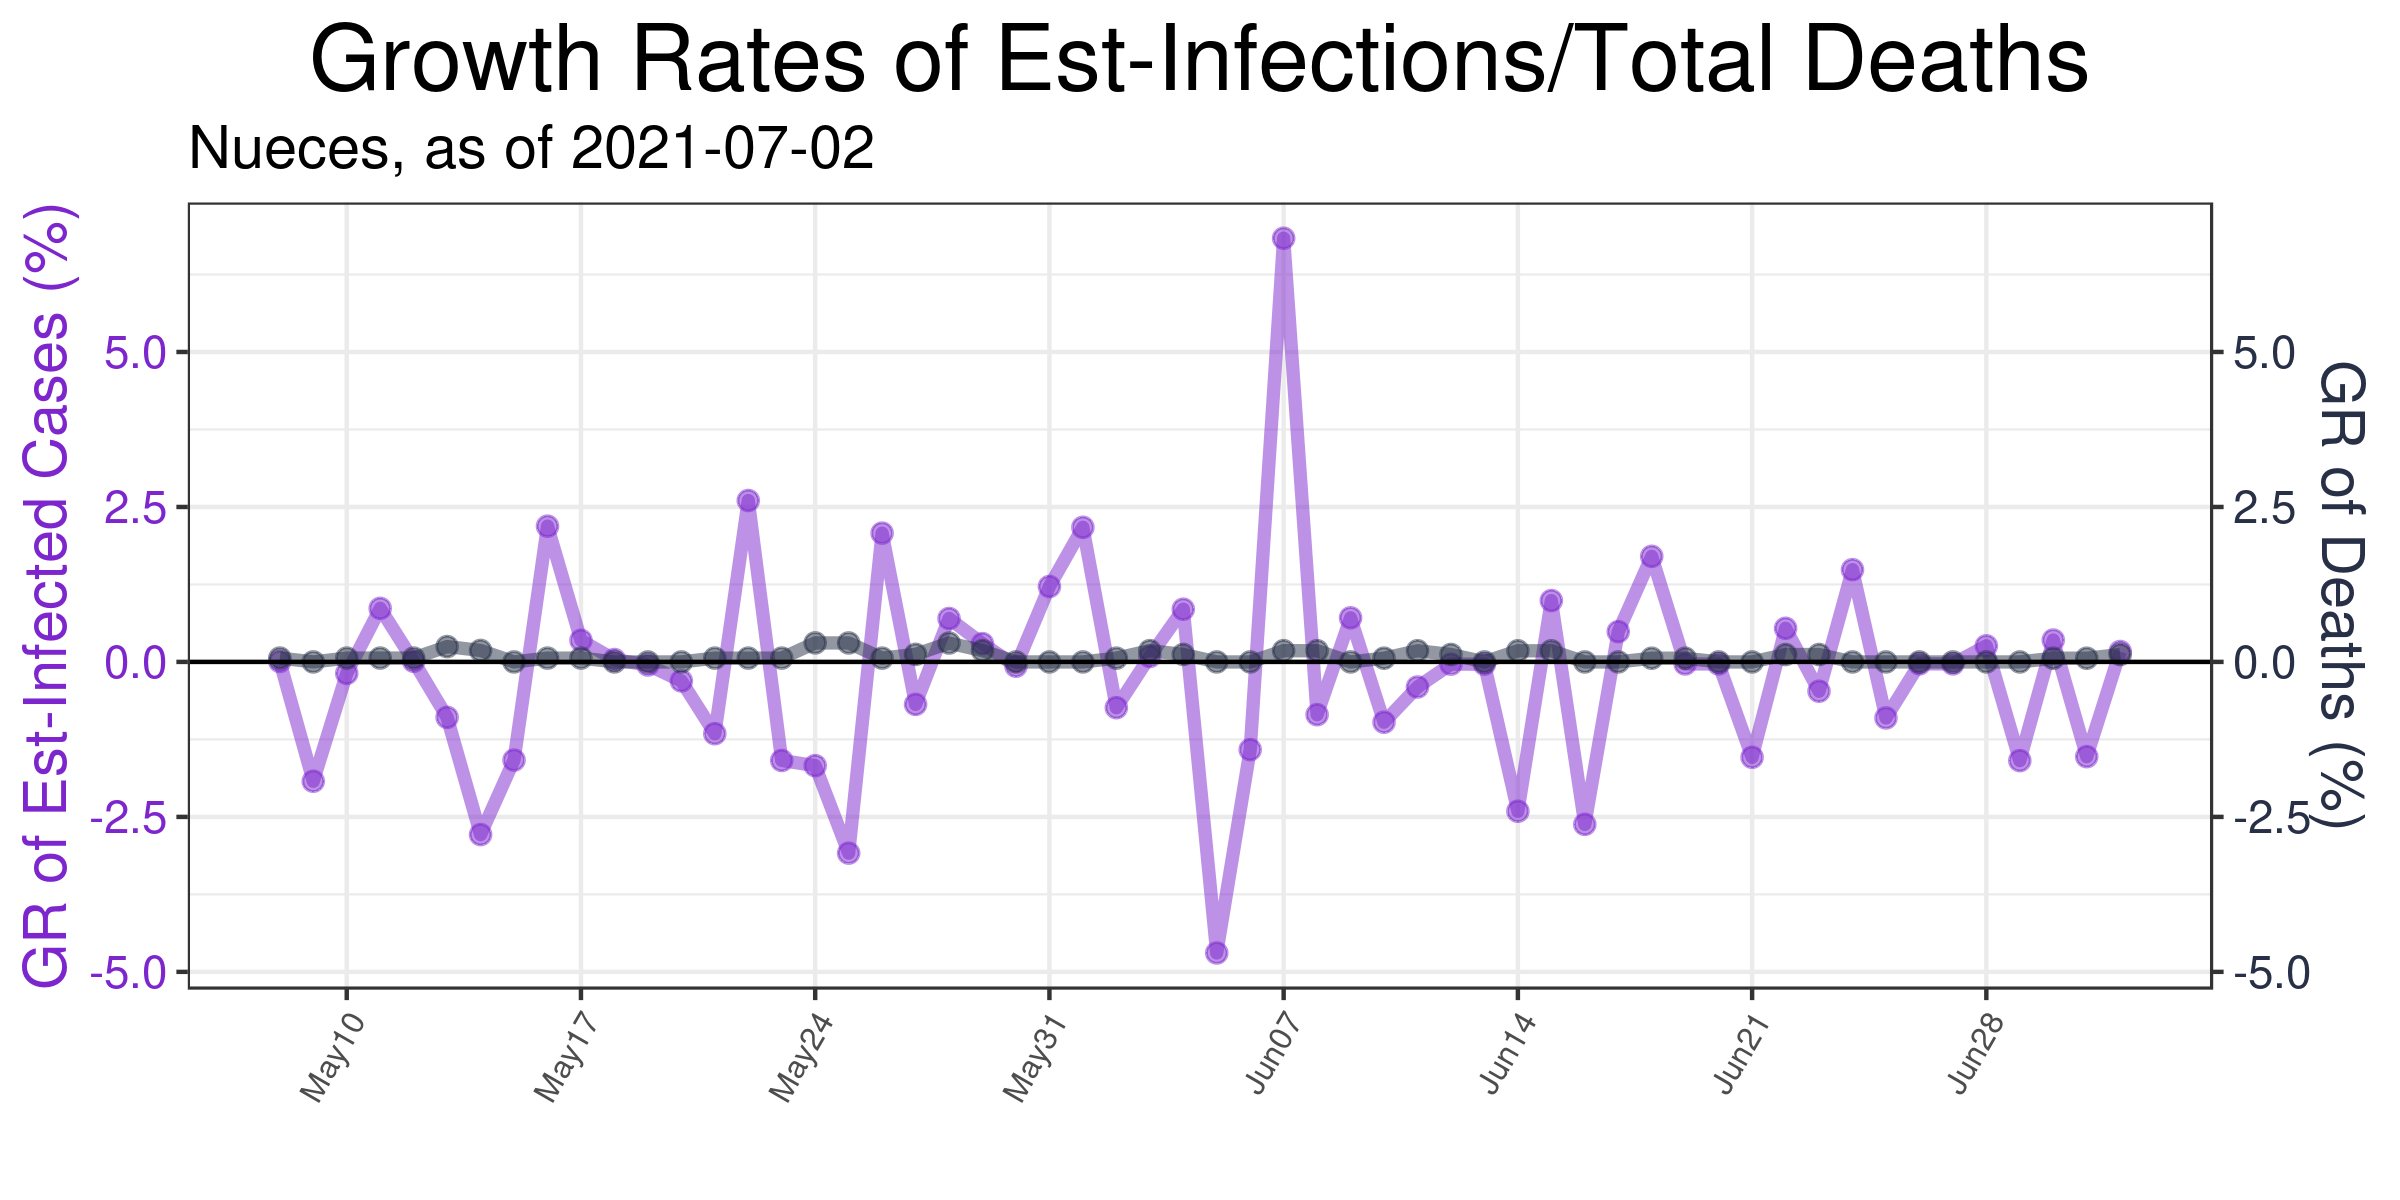 Growth Rates of Est-Infections/Total Deaths
Nueces, as of 2021-07-02
GR of Est-Infected Cases (%)
5.0
2.5
0.0
-2.5
-5.0
5.0
2.5
0.0
-2.5
-5.0
GR of Deaths (%)
May10
May17
May24
May31
Jun07
Jun14
Jun21
Jun28